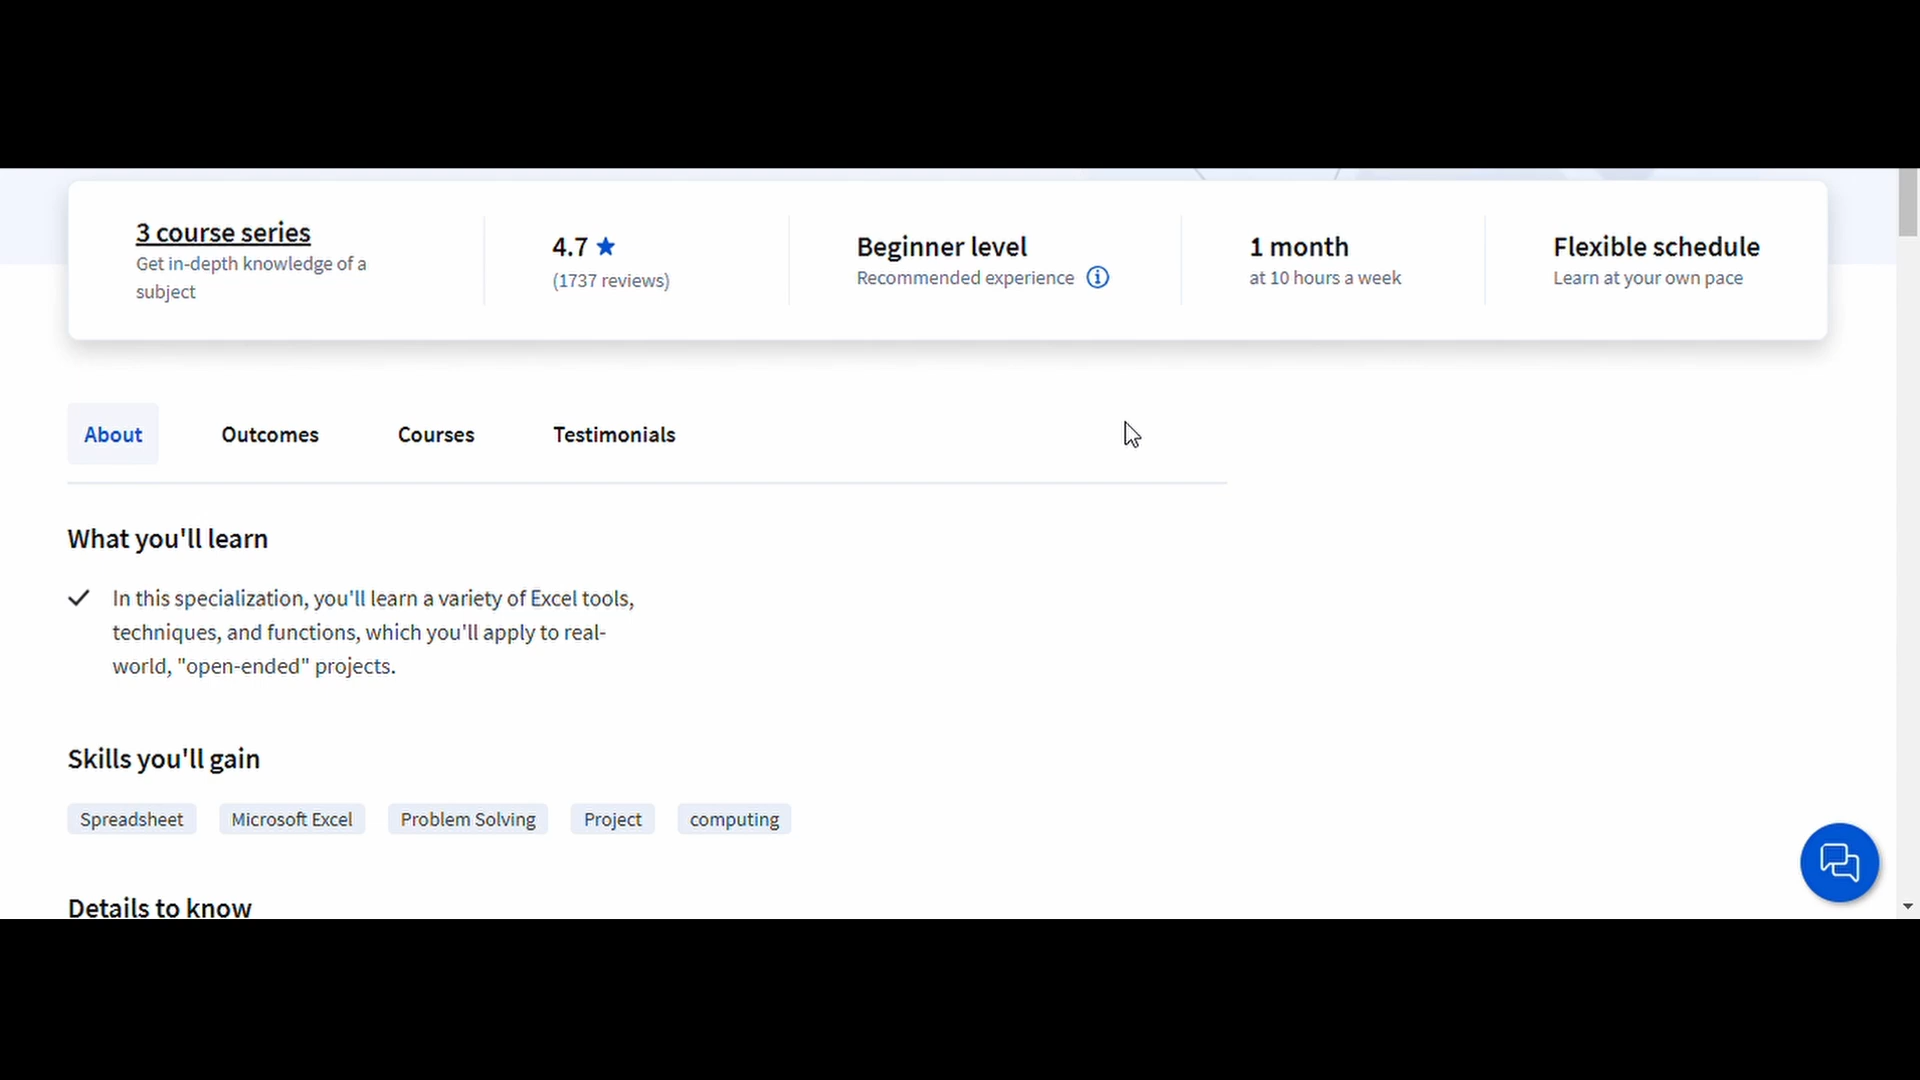 3 course series
Get in-depth knowledge of a
subject
4.7
(1737 reviews)
Beginner level
Recommended experience
1 month
at 10 hours a week
Flexible schedule
Learn at your own pace
About
Outcomes
Courses
Testimonials
What you'll learn
In this specialization, you'll learn a variety of Excel tools,
techniques, and functions, which you'll apply to real-
world, "open-ended" projects.
Skills you'll gain
Spreadsheet
Microsoft Excel
Problem Solving
Project
computing
Details to know